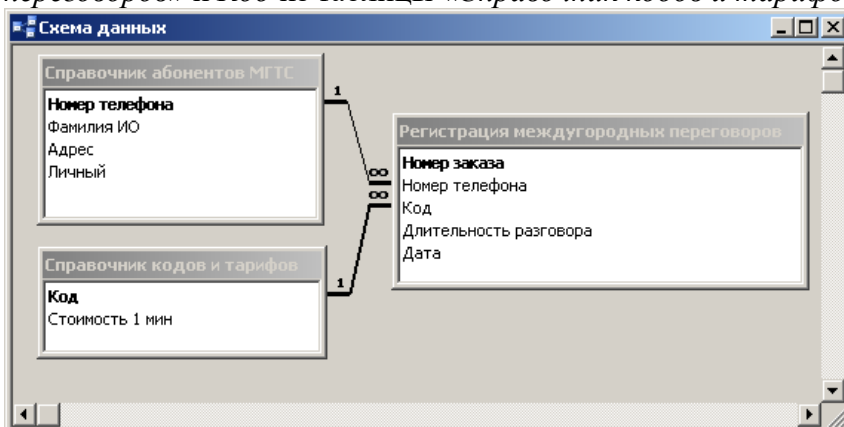 Схема данных
Справочник абонентов МГТС
Номер телефона
Фамилия ИО
Адрес
Личный
1
∞
∞
1
Регистрация междугородных переговоров
Номер заказа
Номер телефона
Код
Длительность разговора
Дата
Справочник кодов и тарифов
Код
Стоимость 1 мин